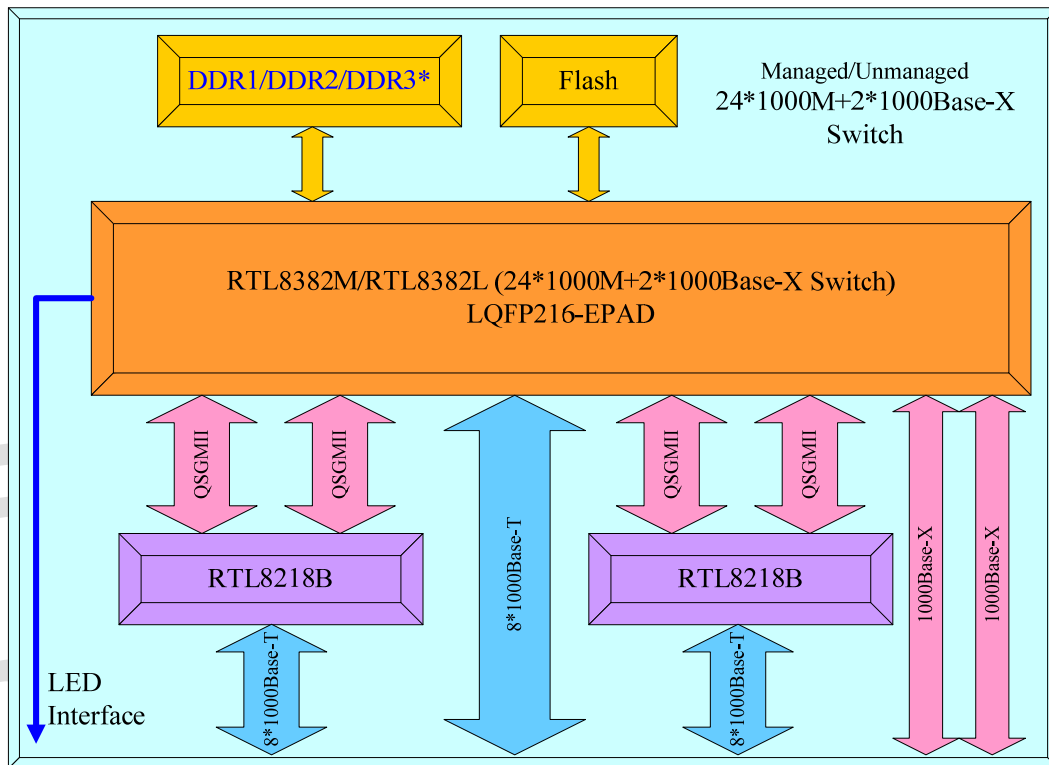 DDR1/DDR2/DDR3*
Flash
Managed/Unmanaged
24*1000M+2*1000Base-X
Switch
RTL8382M/RTL8382L (24*1000M+2*1000Base-X Switch)
LQFP216-EPAD
QSGMII
QSGMII
8*1000Base-T
QSGMII
QSGMII
1000Base-X
1000Base-X
RTL8218B
RTL8218B
8*1000Base-T
8*1000Base-T
LED
Interface